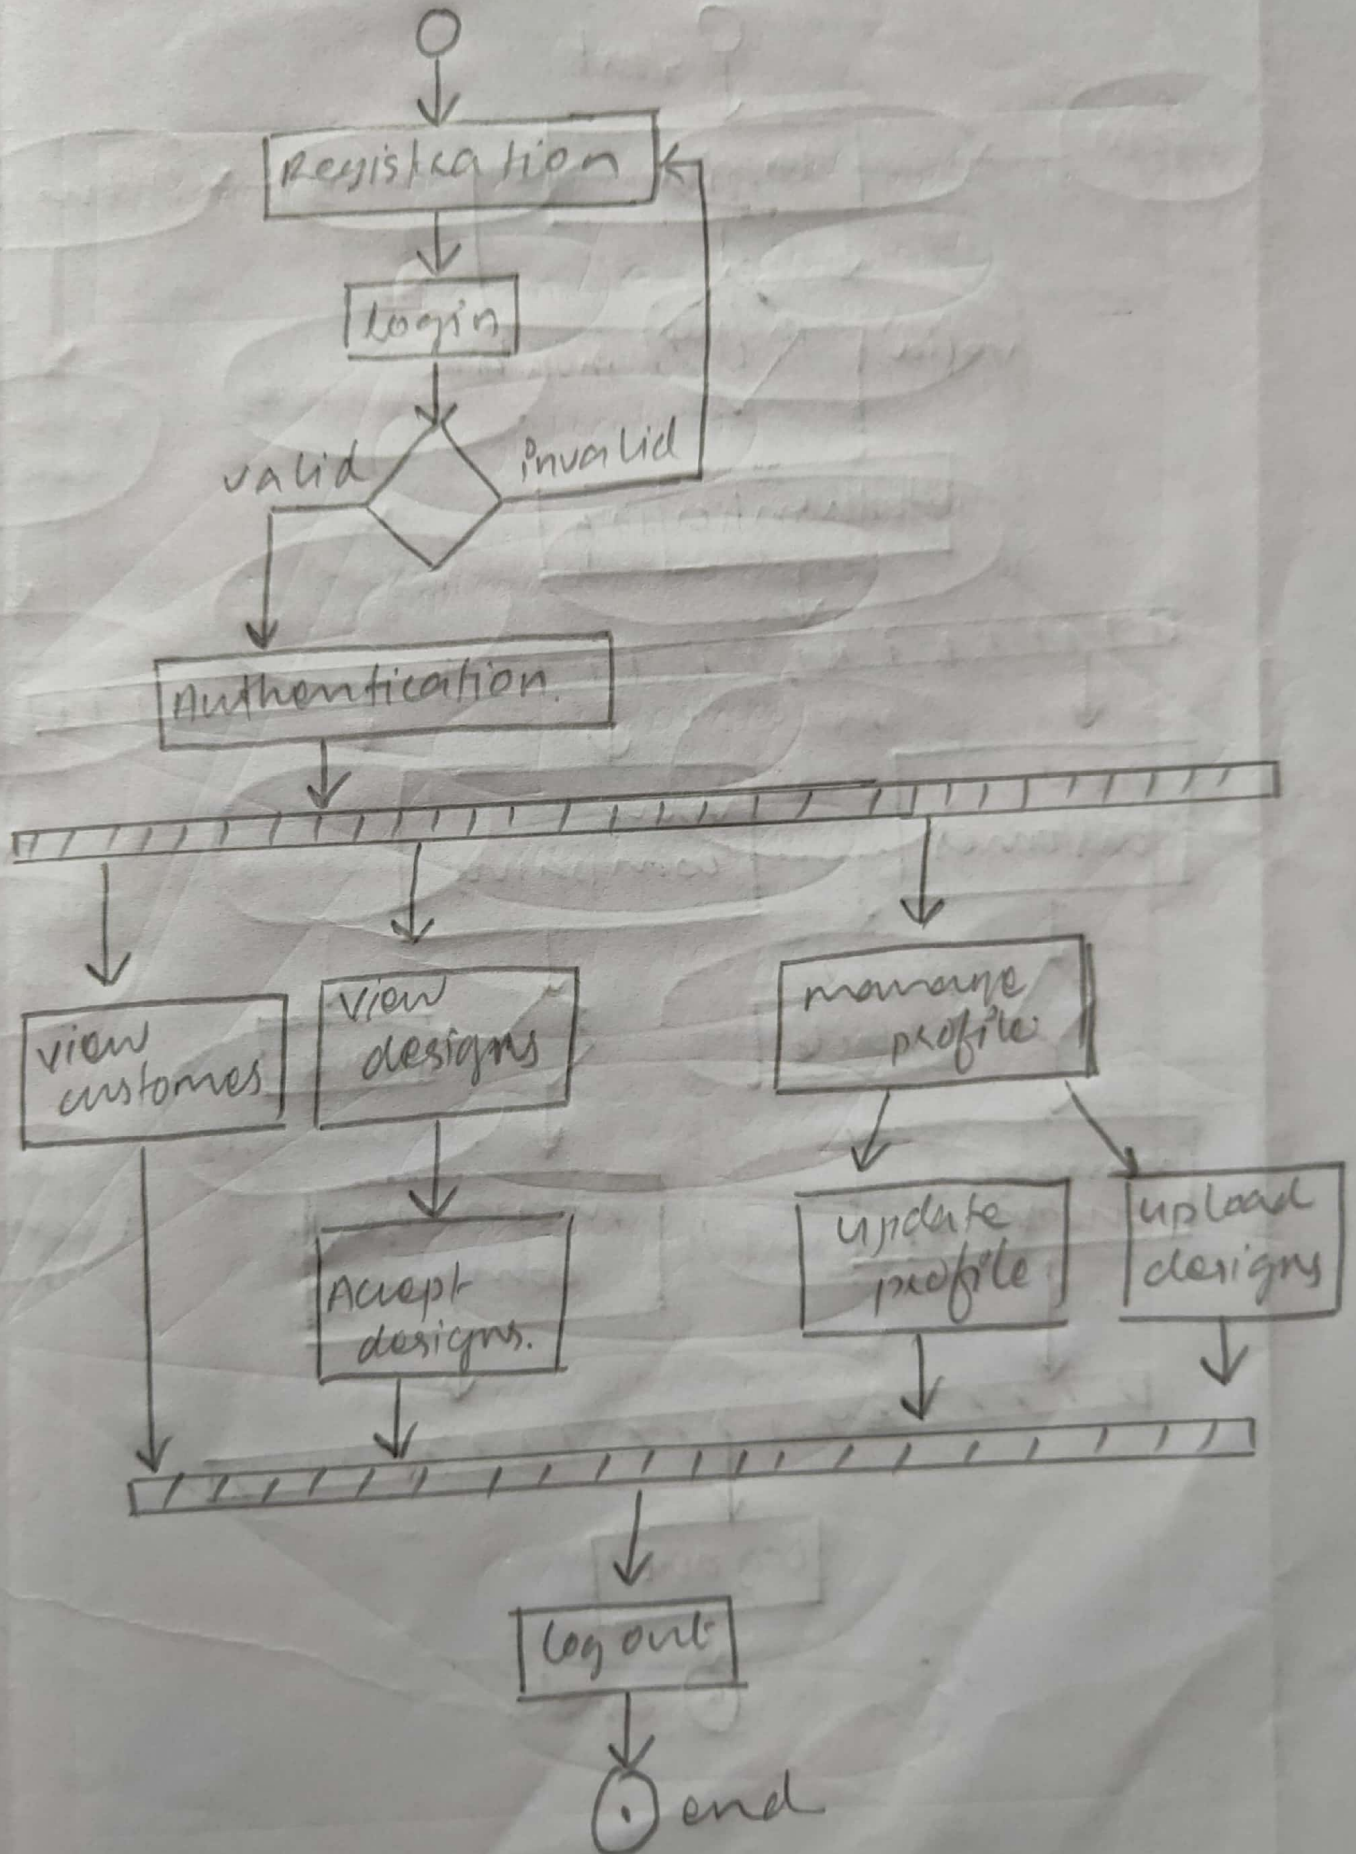 Registration
login
valid
invalid
Authentication.
view
customes
view
designs
manage
profile
Accept
designs.
update
profile
upload
designs
log out
end